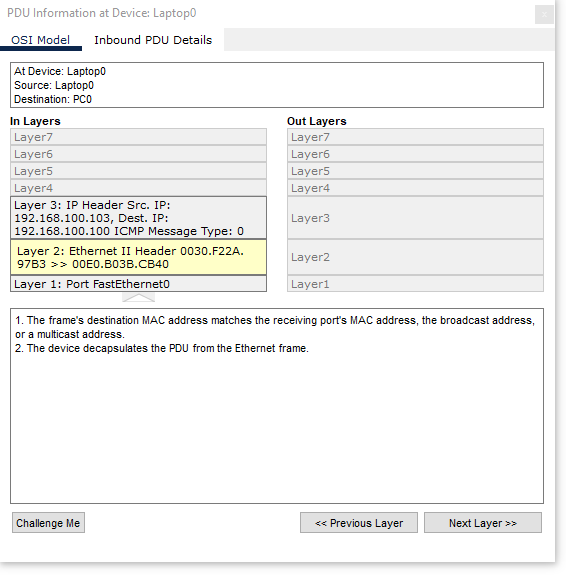 PDU Information at Device: Laptop0
x
OSI Model Inbound PDU Details
At Device: Laptop0
Source: Laptop0
Destination: PC0
In Layers
Layer7
Layer6
Layer5
Layer4
Layer 3: IP Header Src. IP:
192.168.100.103, Dest. IP:
192.168.100.100 ICMP Message Type: 0
Layer 2: Ethernet II Header 0030.F22A.
97B3 >> 00E0.B03B.CB40
Layer 1: Port FastEthernet0
Out Layers
Layer7
Layer6
Layer5
Layer4
Layer3
Layer2
Layer1
1. The frame's destination MAC address matches the receiving port's MAC address, the broadcast address,
or a multicast address.
2. The device decapsulates the PDU from the Ethernet frame.
Challenge Me
<< Previous Layer
Next Layer >>